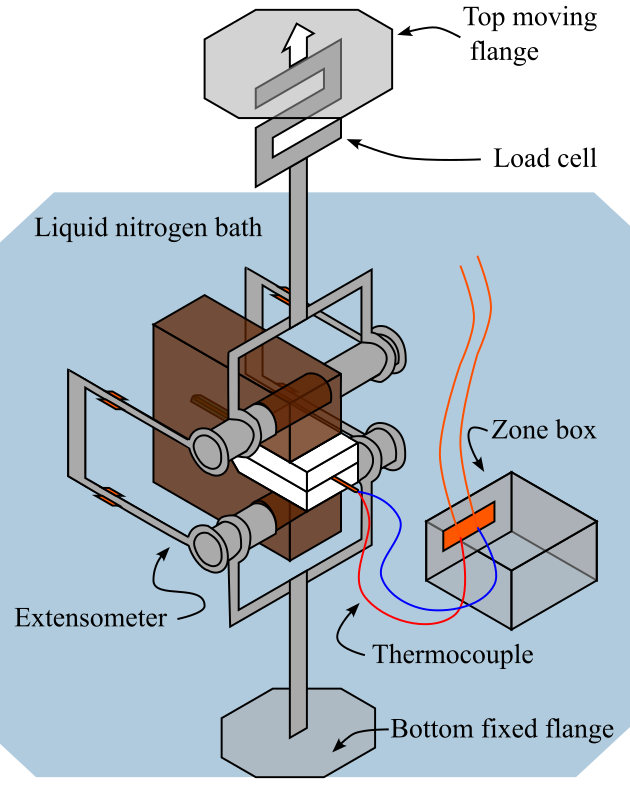 Top moving
flange
Load cell
Liquid nitrogen bath
Zone box
Extensometer
Thermocouple
Bottom fixed flange